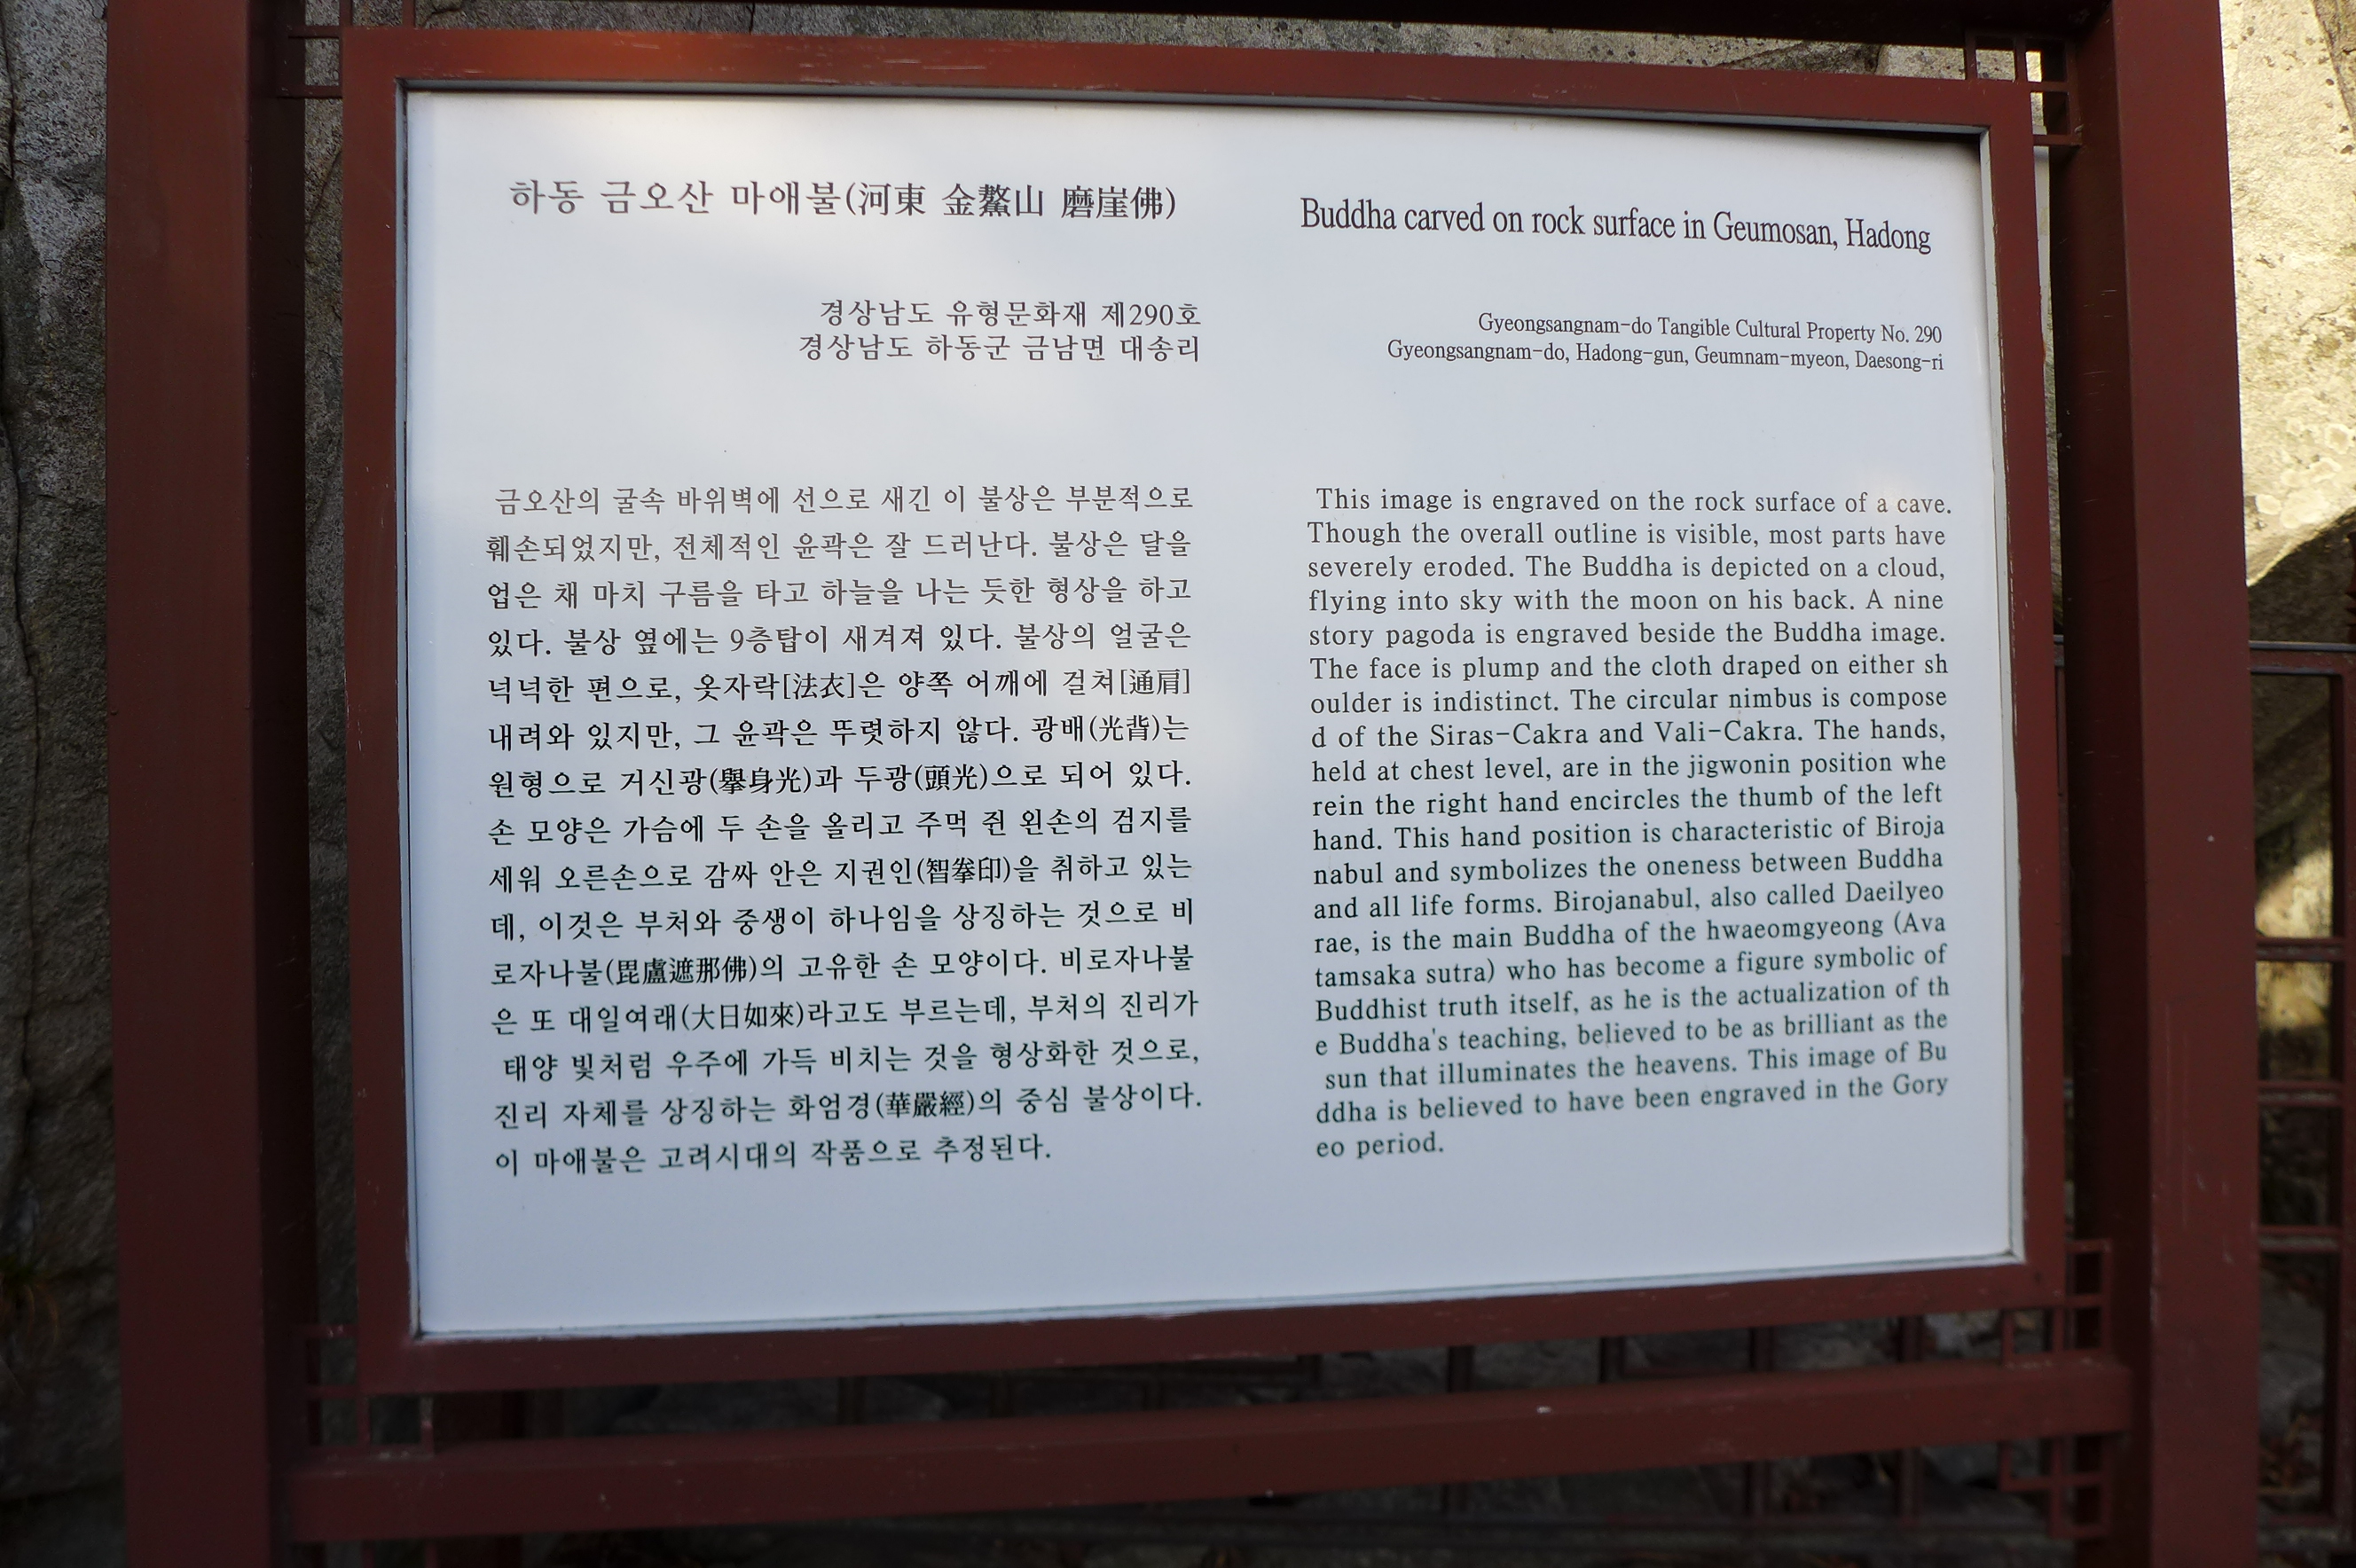 하동 금오산 마애불(河東 金鰲山 磨崖佛)
경상남도 유형문화재 제290호
경상남도 하동군 금남면 대송리
금오산의 굴속 바위벽에 선으로 새긴 이 불상은 부분적으로
훼손되었지만, 전체적인 윤곽은 잘 드러난다. 불상은 달을
업은 채 마치 구름을 타고 하늘을 나는 듯한 형상을 하고
있다. 불상 옆에는 9층탑이 새겨져 있다. 불상의 얼굴은
넉넉한 편으로, 옷자락[法衣]은 양쪽 어깨에 걸쳐[通肩]
내려와 있지만, 그 윤곽은 뚜렷하지 않다. 광배(光背)는
원형으로 거신광(擧身光)과 두광(頭光)으로 되어 있다.
손 모양은 가슴에 두 손을 올리고 주먹 쥔 왼손의 검지를
세워 오른손으로 감싸 안은 지권인(智拳印)을 취하고 있는
데, 이것은 부처와 중생이 하나임을 상징하는 것으로 비
로자나불(毘盧遮那佛)의 고유한 손 모양이다. 비로자나불
은 또 대일여래(大日如來)라고도 부르는데, 부처의 진리가
태양 빛처럼 우주에 가득 비치는 것을 형상화한 것으로,
진리 자체를 상징하는 화엄경(華嚴經)의 중심 불상이다.
이 마애불은 고려시대의 작품으로 추정된다.
Buddha carved on rock surface in Geumosan, Hadong
Gyeongsangnam-do Tangible Cultural Property No. 290
Gyeongsangnam-do, Hadong-gun, Geumnam-myeon, Daesong-ri
This image is engraved on the rock surface of a cave.
Though the overall outline is visible, most parts have
severely eroded. The Buddha is depicted on a cloud,
flying into sky with the moon on his back. A nine
story pagoda is engraved beside the Buddha image.
The face is plump and the cloth draped on either sh
oulder is indistinct. The circular nimbus is compose
d of the Siras-Cakra and Vali-Cakra. The hands,
held at chest level, are in the jigwonin position whe
rein the right hand encircles the thumb of the left
hand. This hand position is characteristic of Biroja
nabul and symbolizes the oneness between Buddha
and all life forms. Birojanabul, also called Daeilyeo
rae, is the main Buddha of the hwaeomgyeong (Ava
tamsaka sutra) who has become a figure symbolic of
Buddhist truth itself, as he is the actualization of th
e Buddha's teaching, believed to be as brilliant as the
sun that illuminates the heavens. This image of Bu
ddha is believed to have been engraved in the Gory
eo period.